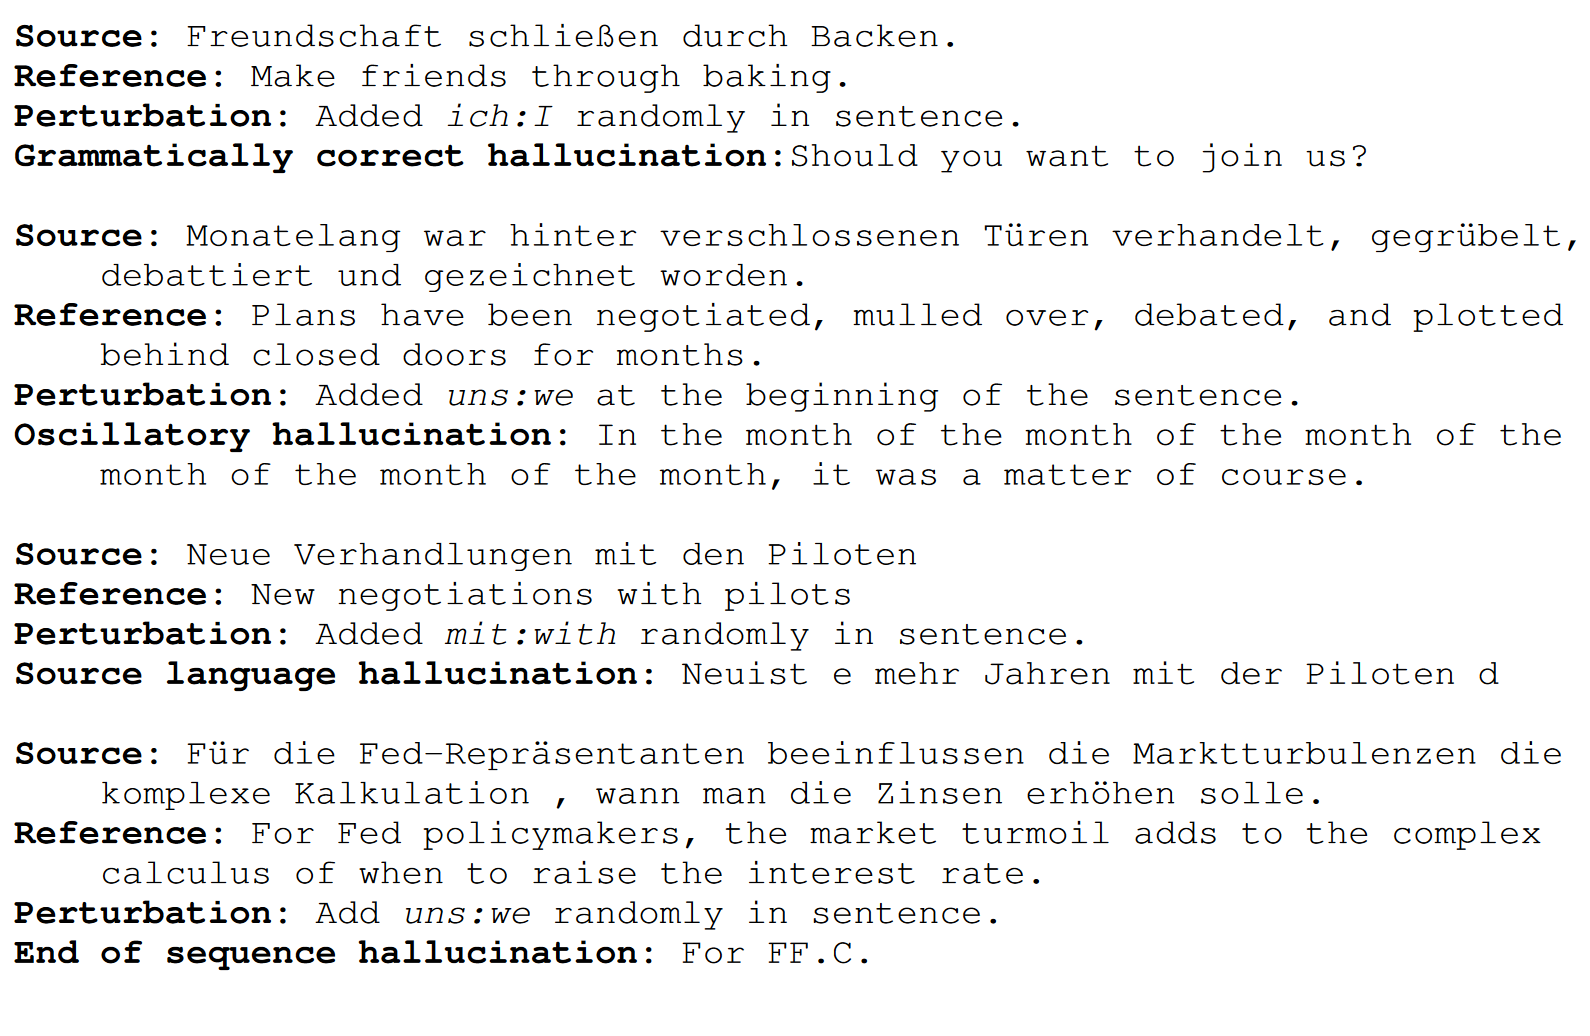 Source: Freundschaft schließen durch Backen.
Reference: Make friends through baking.
Perturbation: Added ich:I randomly in sentence.
Grammatically correct hallucination:Should you want to join us?
Source: Monatelang war hinter verschlossenen Türen verhandelt, gegrübelt,
debattiert und gezeichnet worden.
Reference: Plans have been negotiated, mulled over, debated, and plotted
behind closed doors for months.
Perturbation: Added uns:we at the beginning of the sentence.
Oscillatory hallucination: In the month of the month of the month of the
month of the month of the month, it was a matter of course.
Source: Neue Verhandlungen mit den Piloten
Reference: New negotiations with pilots
Perturbation: Added mit:with randomly in sentence.
Source language hallucination: Neuist e mehr Jahren mit der Piloten d
Source: Für die Fed-Repräsentanten beeinflussen die Marktturbulenzen die
komplexe Kalkulation , wann man die Zinsen erhöhen solle.
Reference: For Fed policymakers, the market turmoil adds to the complex
calculus of when to raise the interest rate.
Perturbation: Add uns:we randomly in sentence.
End of sequence hallucination: For FF.C.